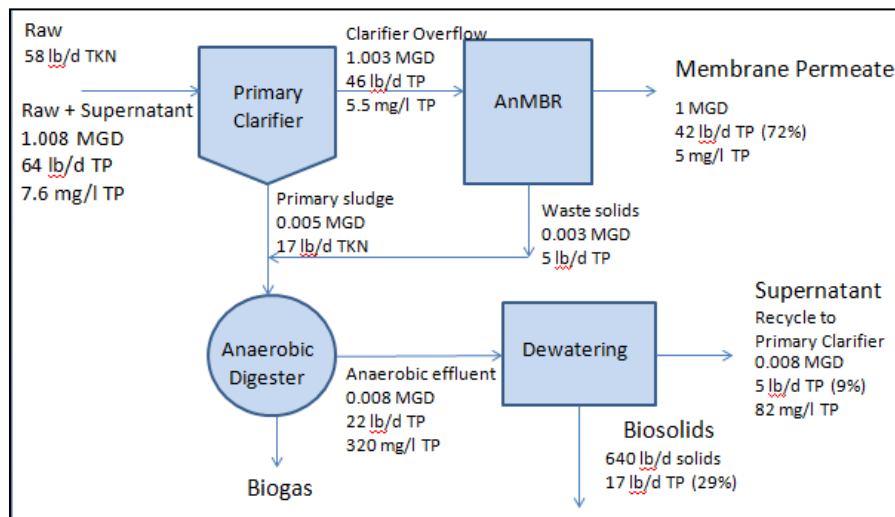 Raw
58 lb/d TKN
Raw + Supernatant
1.008 MGD
64 lb/d TP
7.6 mg/l TP
Primary
Clarifier
Clarifier Overflow
1.003 MGD
46 lb/d TP
5.5 mg/l TP
AnMBR
Membrane Permeate
1 MGD
42 lb/d TP (72%)
5 mg/l TP
Primary sludge
0.005 MGD
17 lb/d TKN
Waste solids
0.003 MGD
5 lb/d TP
Anaerobic
Digester
Anaerobic effluent
0.008 MGD
22 lb/d TP
320 mg/l TP
Dewatering
Supernatant
Recycle to
Primary Clarifier
0.008 MGD
5 lb/d TP (9%)
82 mg/l TP
Biogas
Biosolids
640 lb/d solids
17 lb/d TP (29%)